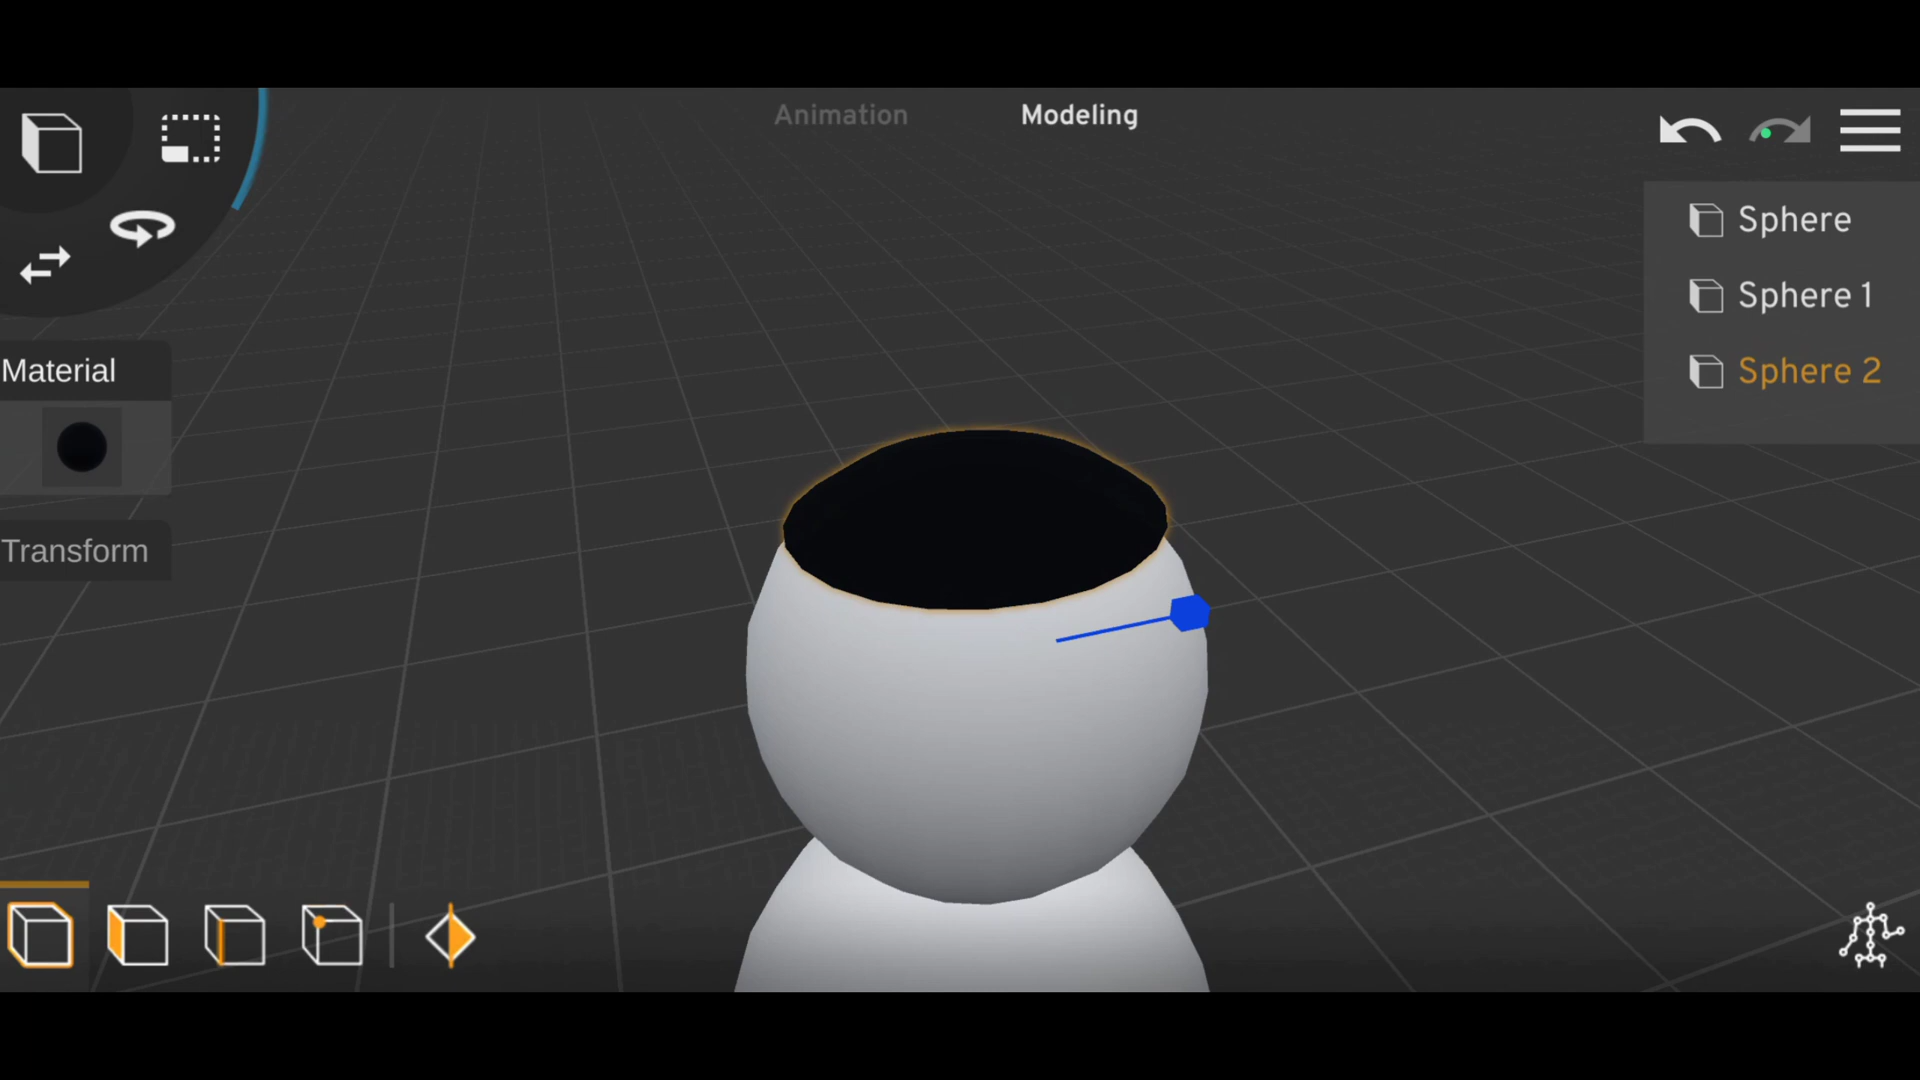 Animation Modeling
Sphere
Sphere 1
Sphere 2
Material
Transform